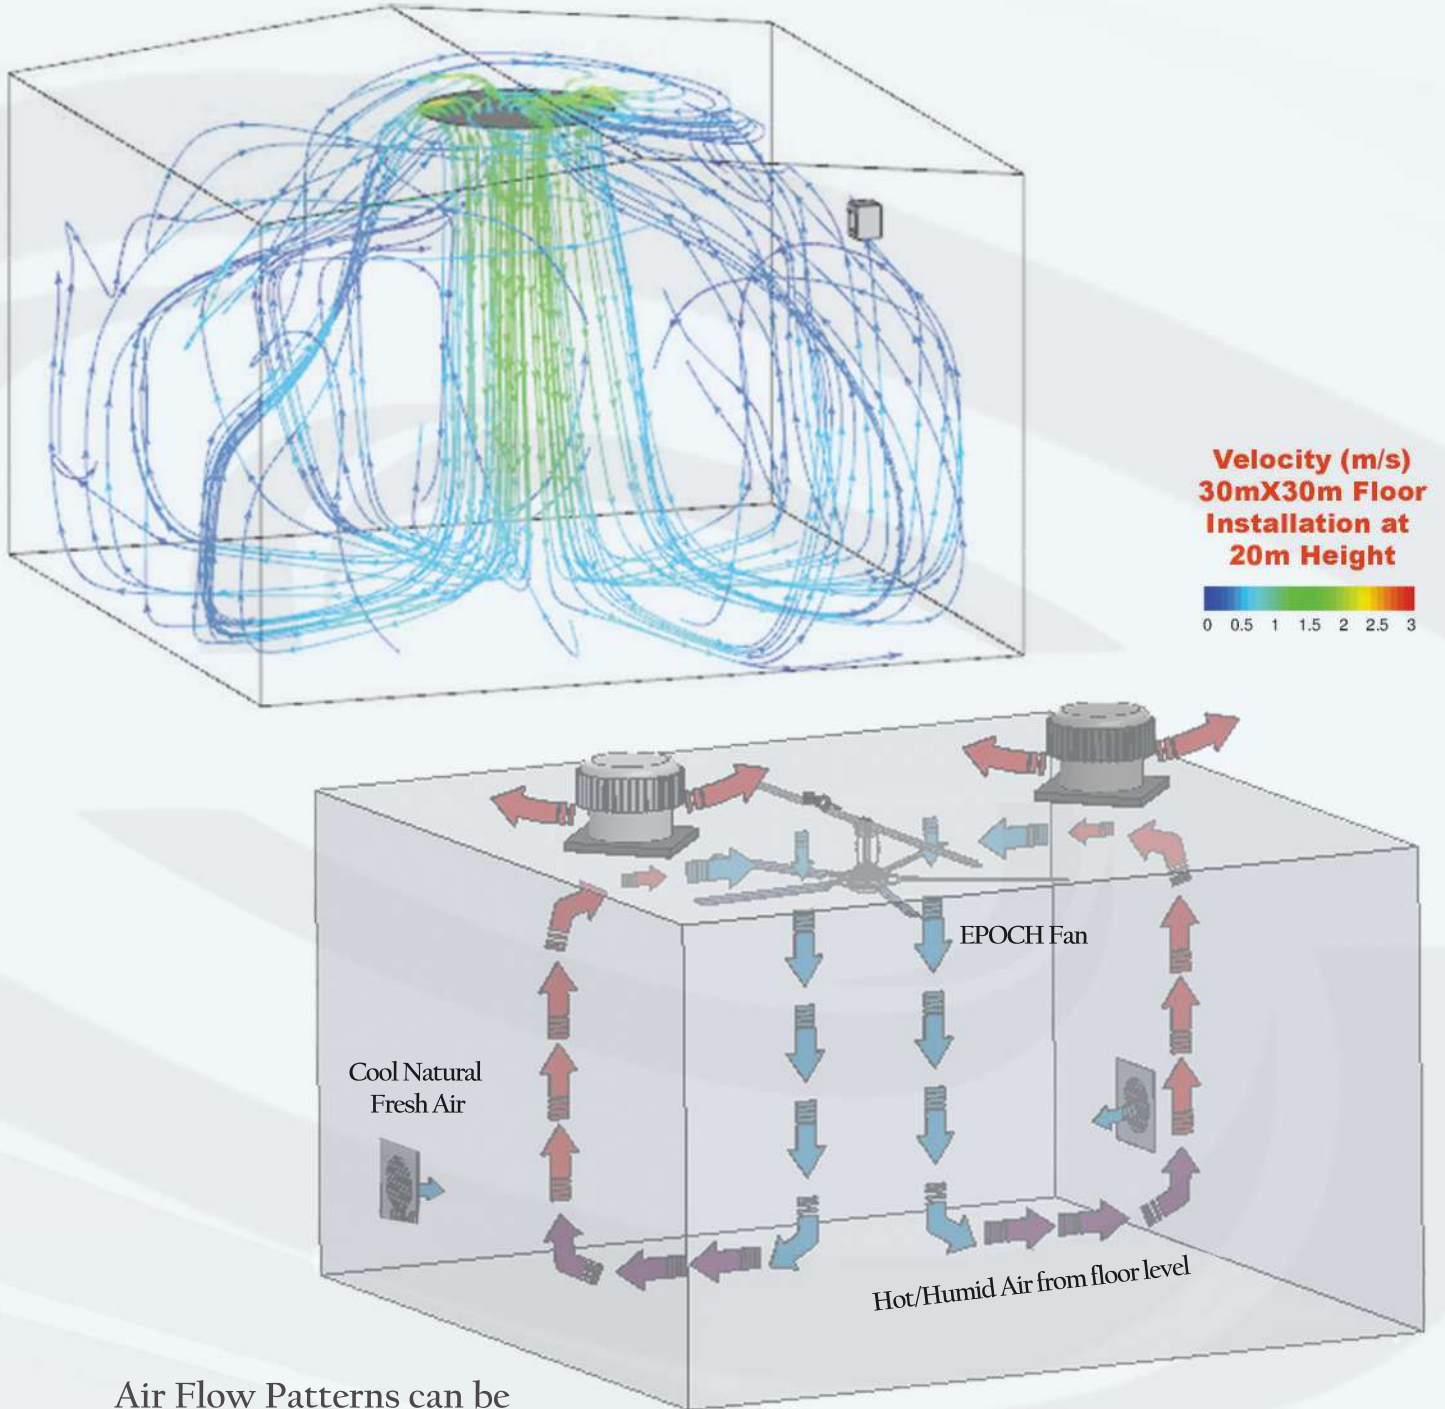 Velocity (m/s)
30mX30m Floor
Installation at
20m Height
0 0.5 1 1.5 2 2.5 3
EPOCH Fan
Cool Natural
Fresh Air
Hot/Humid Air from floor level
Air Flow Patterns can be